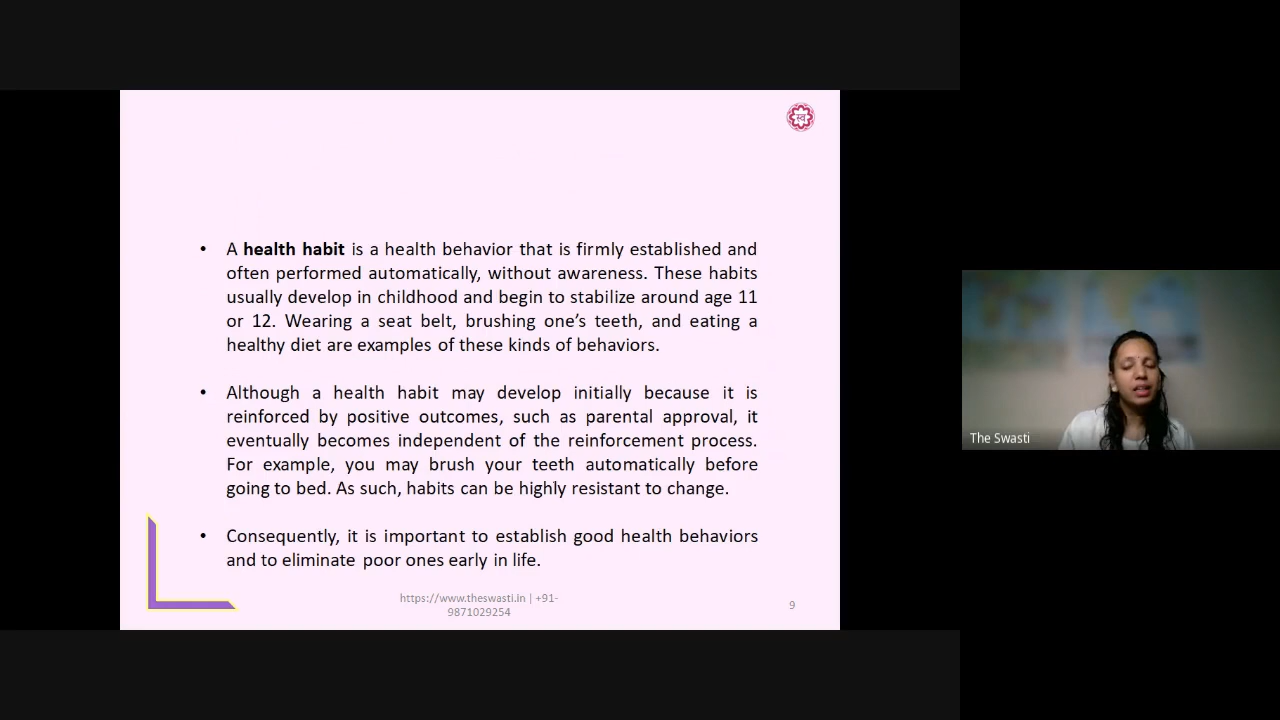 • A health habit is a health behavior that is firmly established and
often performed automatically, without awareness. These habits
usually develop in childhood and begin to stabilize around age 11
or 12. Wearing a seat belt, brushing one’s teeth, and eating a
healthy diet are examples of these kinds of behaviors.
• Although a health habit may develop initially because it is
reinforced by positive outcomes, such as parental approval, it
eventually becomes independent of the reinforcement process.
For example, you may brush your teeth automatically before
going to bed. As such, habits can be highly resistant to change.
• Consequently, it is important to establish good health behaviors
and to eliminate poor ones early in life.
https://www.theswasti.in | +91-
9871029254
9
The Swasti